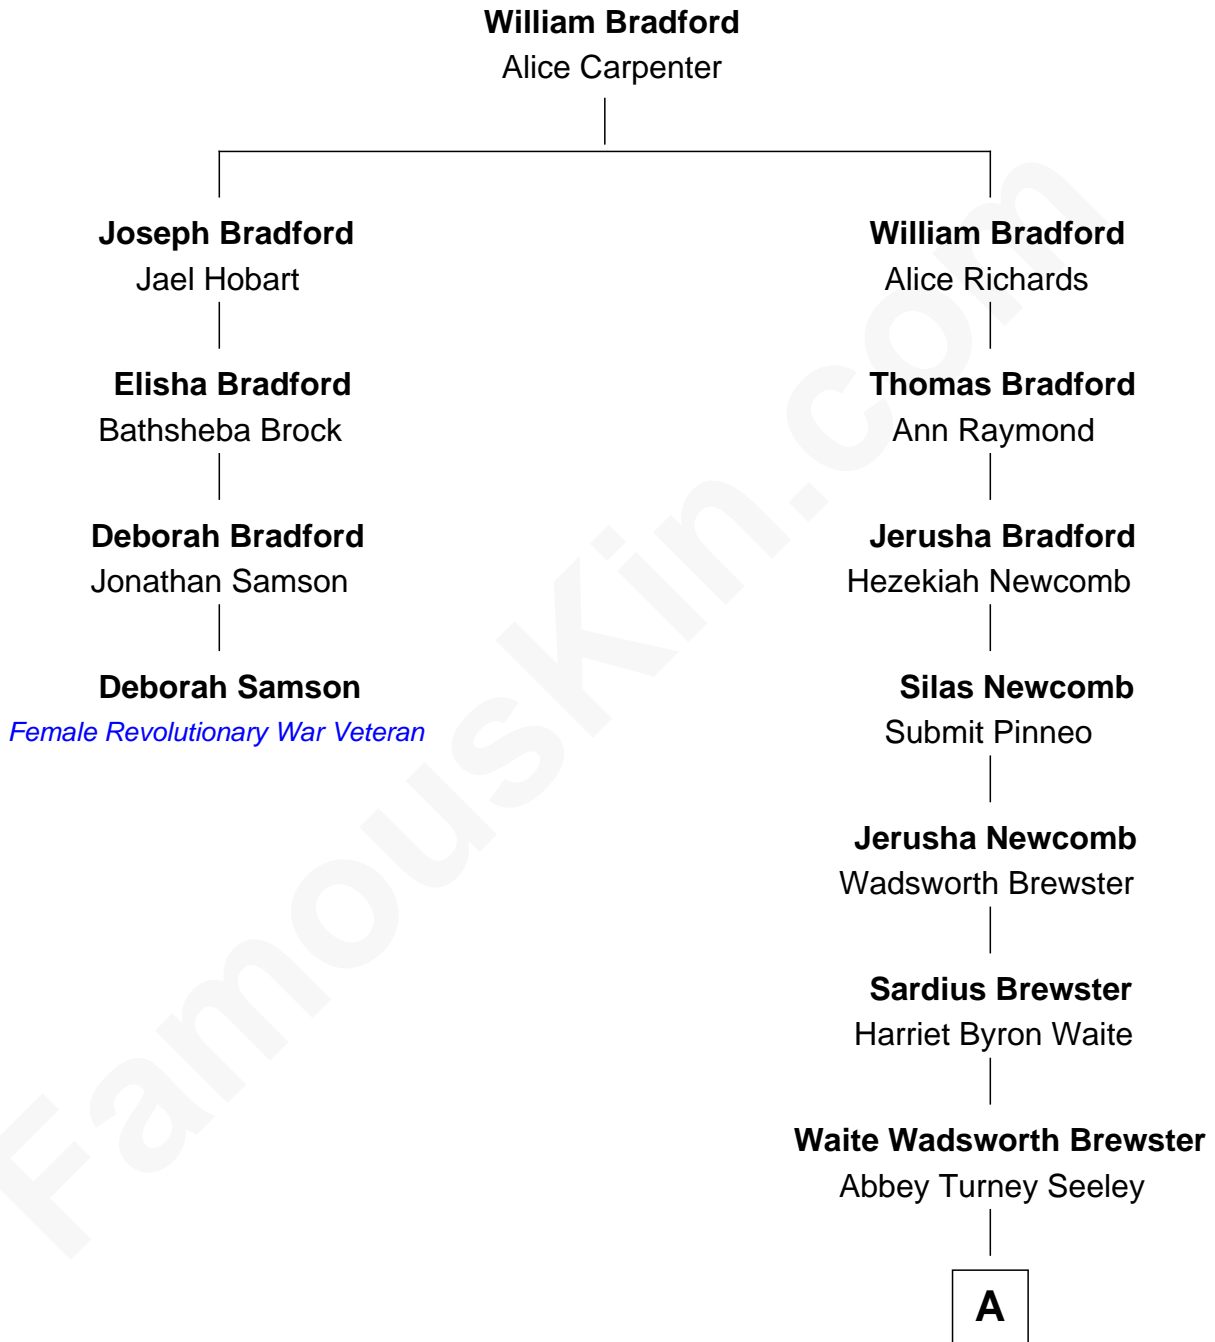 William Bradford
Alice Carpenter
Joseph Bradford
Jael Hobart
William Bradford
Alice Richards
Elisha Bradford
Bathsheba Brock
Thomas Bradford
Ann Raymond
Deborah Bradford
Jonathan Samson
Jerusha Bradford
Hezekiah Newcomb
Deborah Samson
Female Revolutionary War Veteran
Silas Newcomb
Submit Pinneo
Jerusha Newcomb
Wadsworth Brewster
Sardius Brewster
Harriet Byron Waite
Waite Wadsworth Brewster
Abbey Turney Seeley
A
FamousKin.com